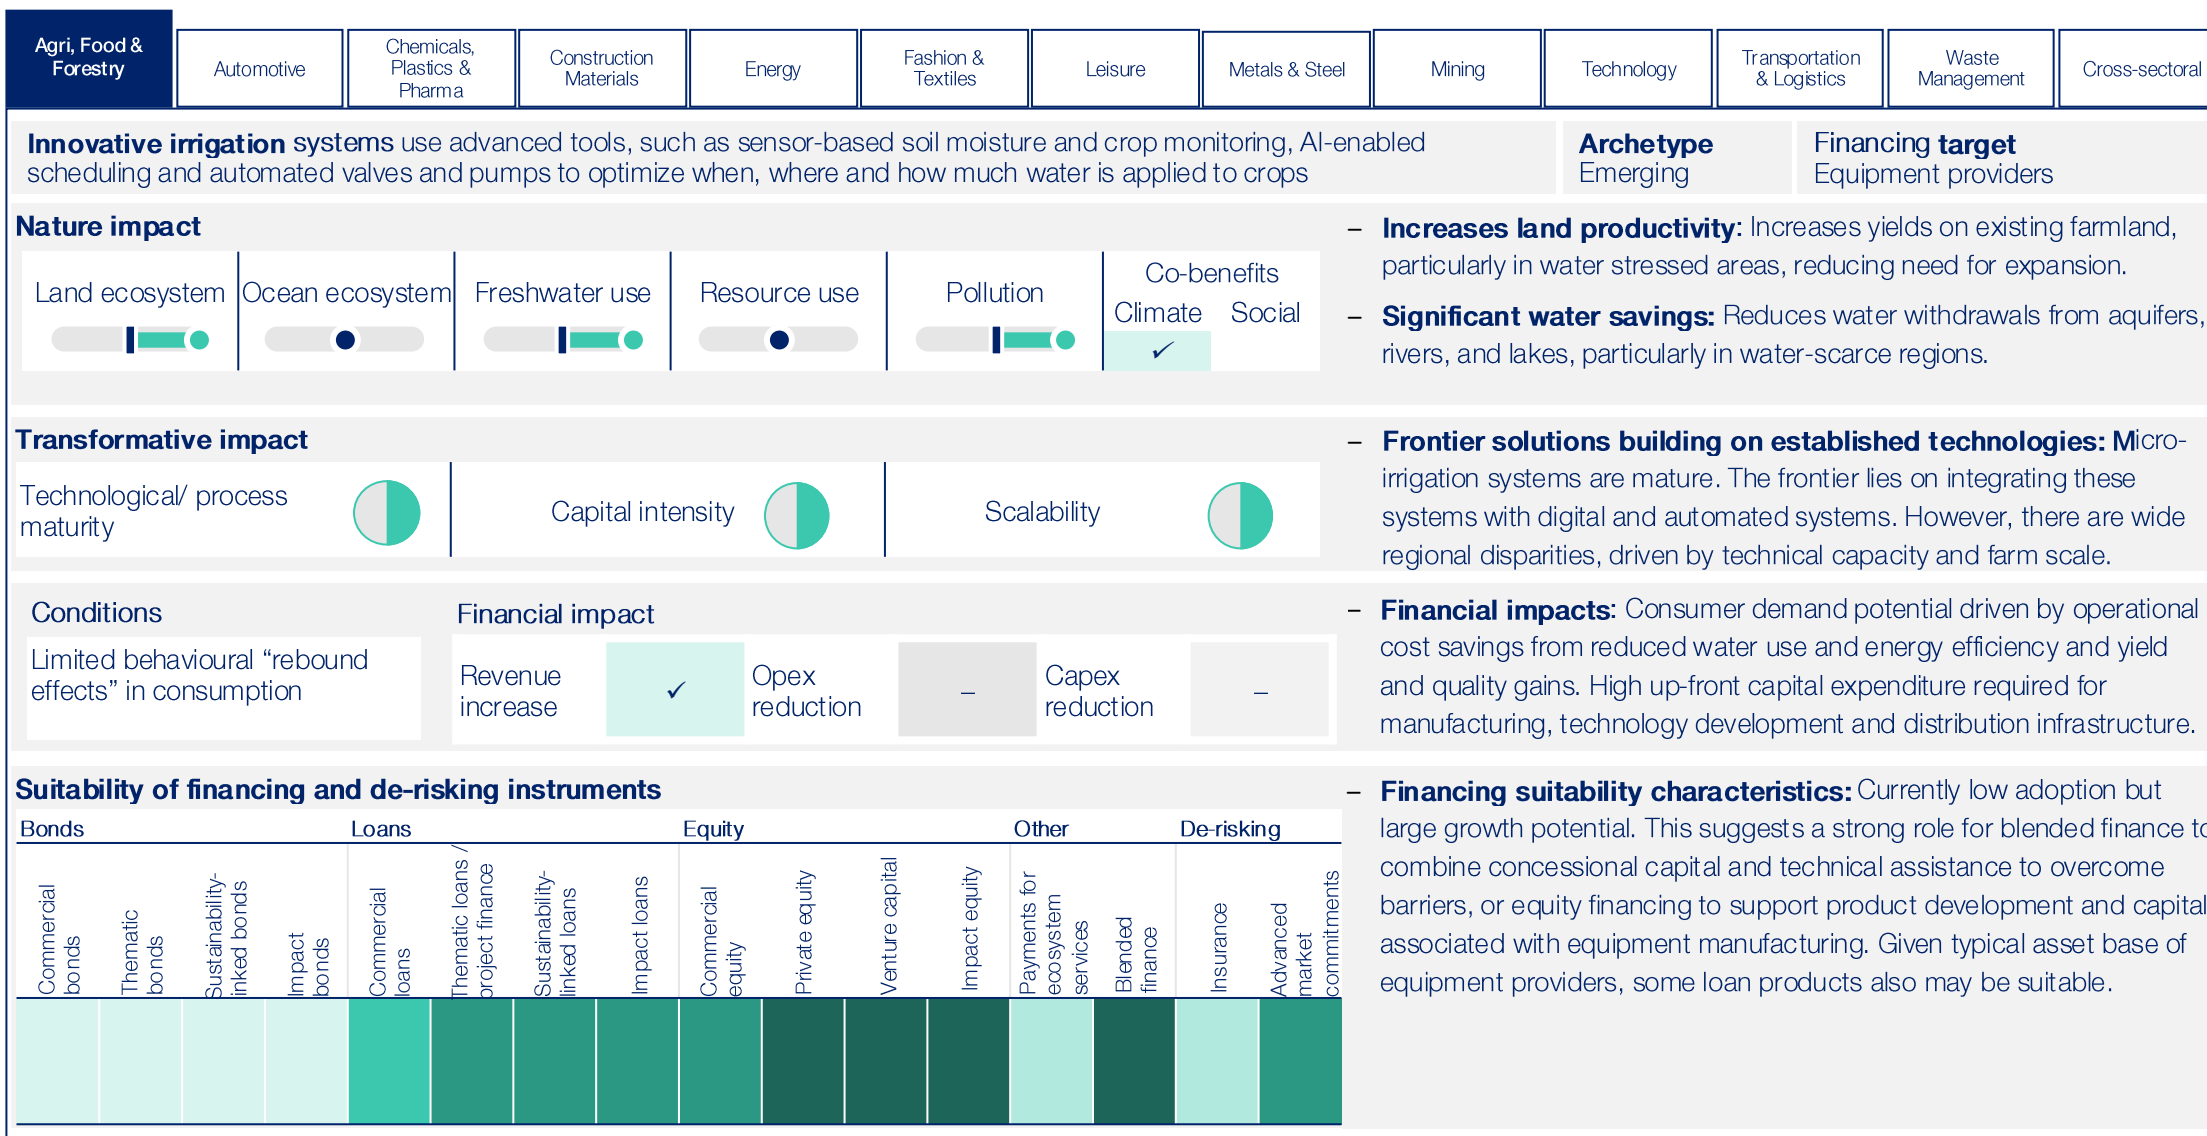 Agri, Food &
Forestry
Automotive
Chemicals,
Plastics &
Pharma
Construction
Materials
Energy
Fashion &
Textiles
Leisure
Metals & Steel
Mining
Technology
Transportation
& Logistics
Waste
Management
Cross-sectoral
Innovative irrigation systems use advanced tools, such as sensor-based soil moisture and crop monitoring, AI-enabled
scheduling and automated valves and pumps to optimize when, where and how much water is applied to crops
Archetype
Emerging
Financing target
Equipment providers
Nature impact
Land ecosystem
Ocean ecosystem
Freshwater use
Resource use
Pollution
Co-benefits
Climate
Social
✓
– Increases land productivity: Increases yields on existing farmland,
particularly in water stressed areas, reducing need for expansion.
– Significant water savings: Reduces water withdrawals from aquifers,
rivers, and lakes, particularly in water-scarce regions.
Transformative impact
Technological/ process
maturity
Capital intensity
Scalability
– Frontier solutions building on established technologies: Micro-
irrigation systems are mature. The frontier lies on integrating these
systems with digital and automated systems. However, there are wide
regional disparities, driven by technical capacity and farm scale.
Conditions
Limited behavioural “rebound
effects” in consumption
Financial impact
Revenue
increase
✓
Opex
reduction
–
Capex
reduction
–
– Financial impacts: Consumer demand potential driven by operational
cost savings from reduced water use and energy efficiency and yield
and quality gains. High up-front capital expenditure required for
manufacturing, technology development and distribution infrastructure.
Suitability of financing and de-risking instruments
Bonds
Loans
Equity
Other
De-risking
Commercial
bonds
Thematic
bonds
Sustainability-
inked bonds
Impact
bonds
Commercial
loans
Thematic loans /
project finance
Sustainability-
linked loans
Impact loans
Commercial
equity
Private equity
Venture capital
Impact equity
Payments for
ecosystem
services
Blended
finance
Insurance
Advanced
market
commitments
– Financing suitability characteristics: Currently low adoption but
large growth potential. This suggests a strong role for blended finance to
combine concessional capital and technical assistance to overcome
barriers, or equity financing to support product development and capital
associated with equipment manufacturing. Given typical asset base of
equipment providers, some loan products also may be suitable.